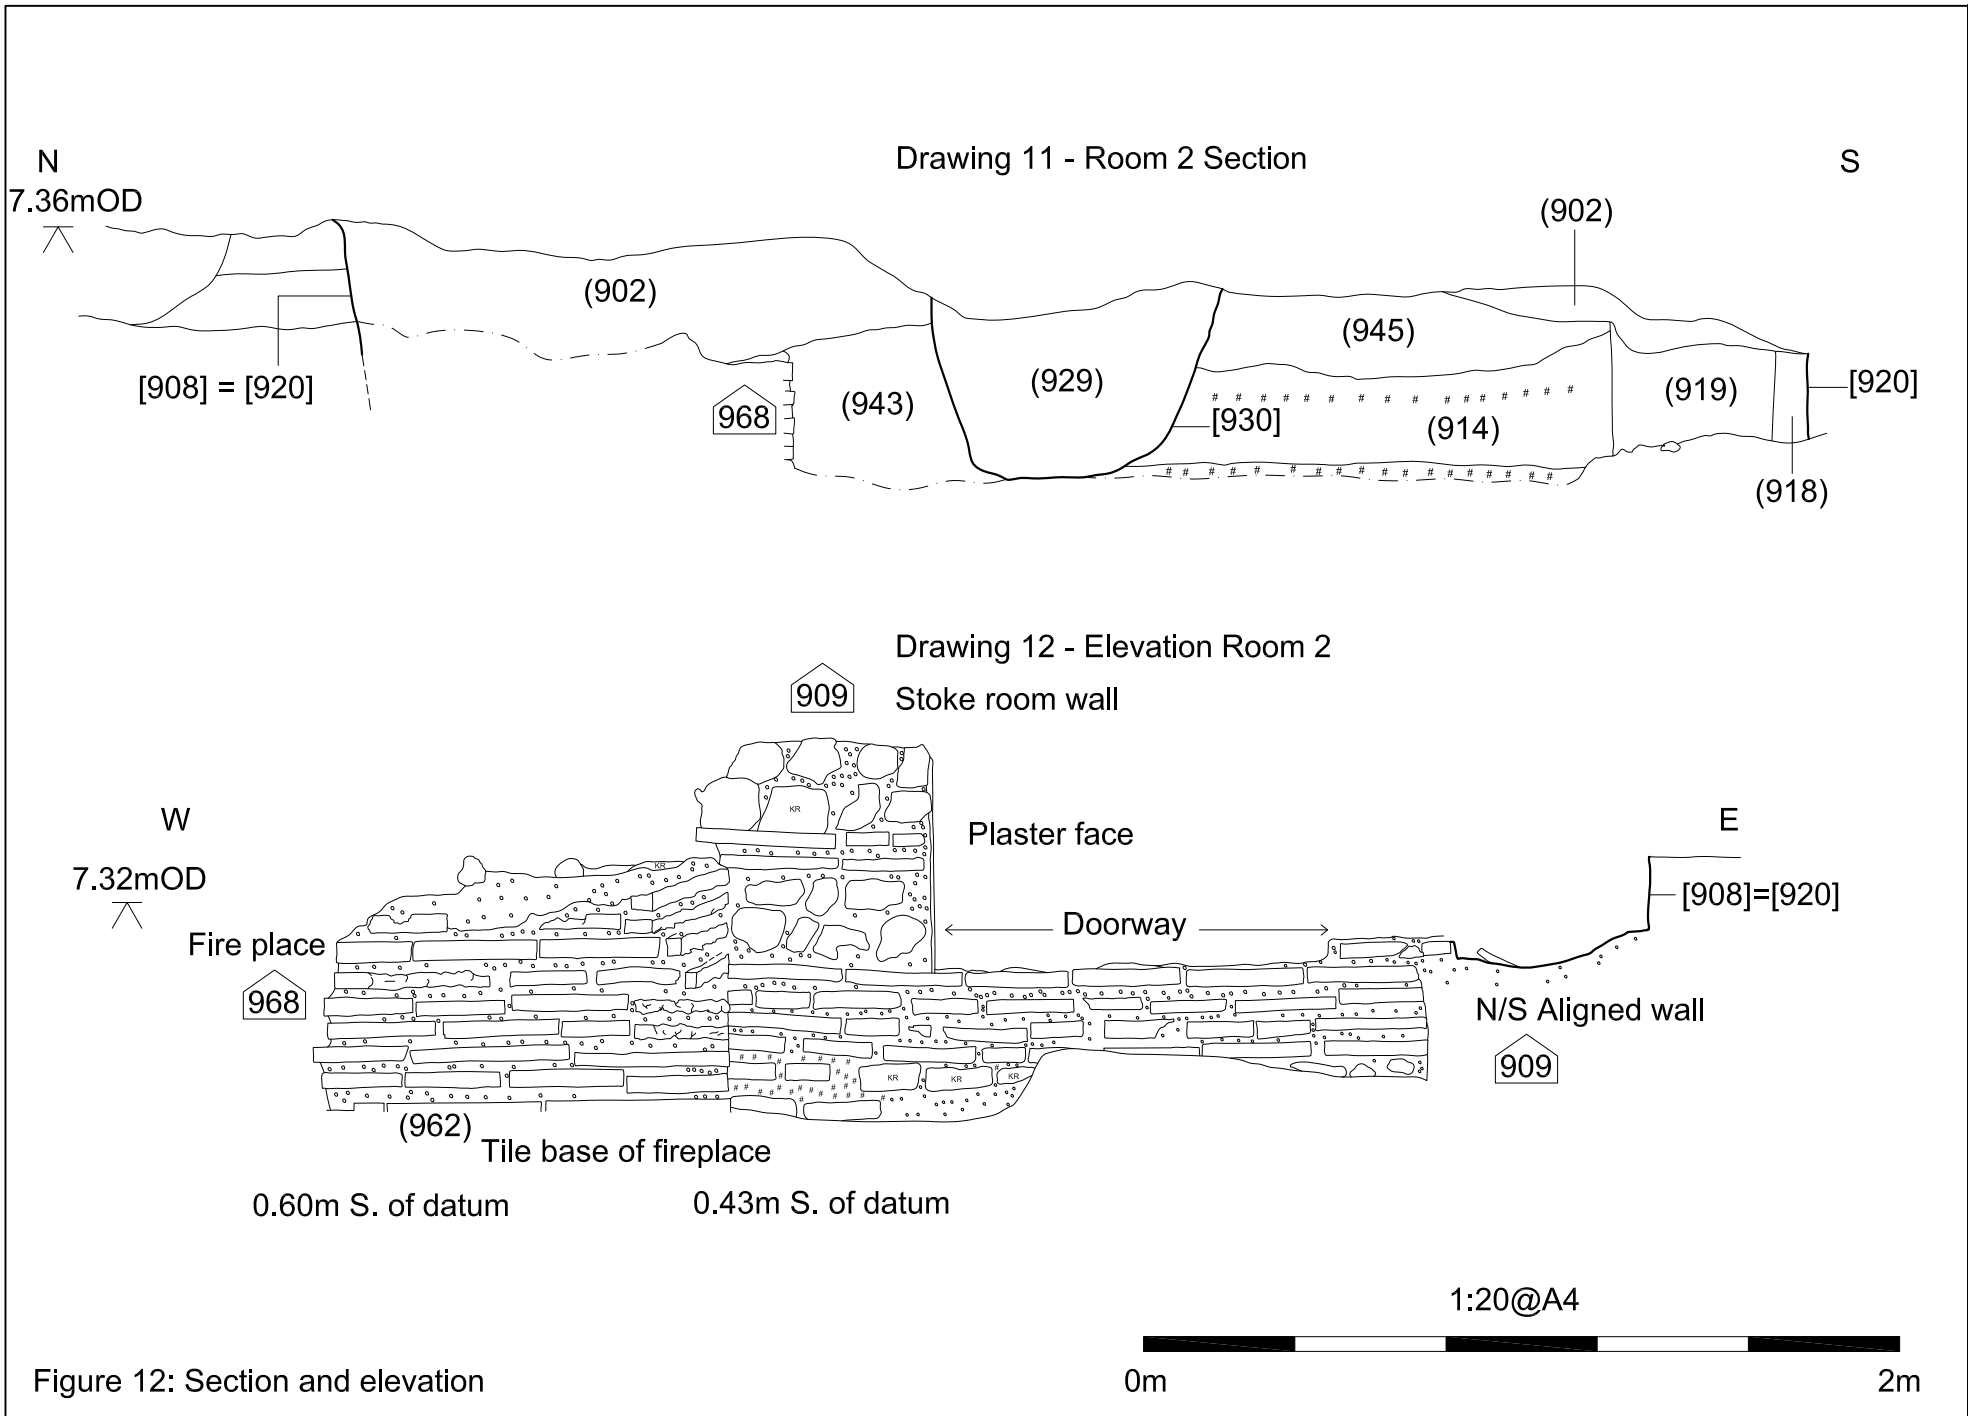 Drawing 11 - Room 2 Section
N
S
7.36mOD
(902)
(902)
(945)
[908] = [920]
968
(943)
(929)
[930]
(914)
(919)
[920]
(918)
Drawing 12 - Elevation Room 2
909
Stoke room wall
KR
W
E
Plaster face
KR
7.32mOD
[908]=[920]
Doorway
Fire place
968
N/S Aligned wall
909
KR
KR
KR
(962)
Tile base of fireplace
0.60m S. of datum
0.43m S. of datum
1:20@A4
0m
2m
Figure 12: Section and elevation